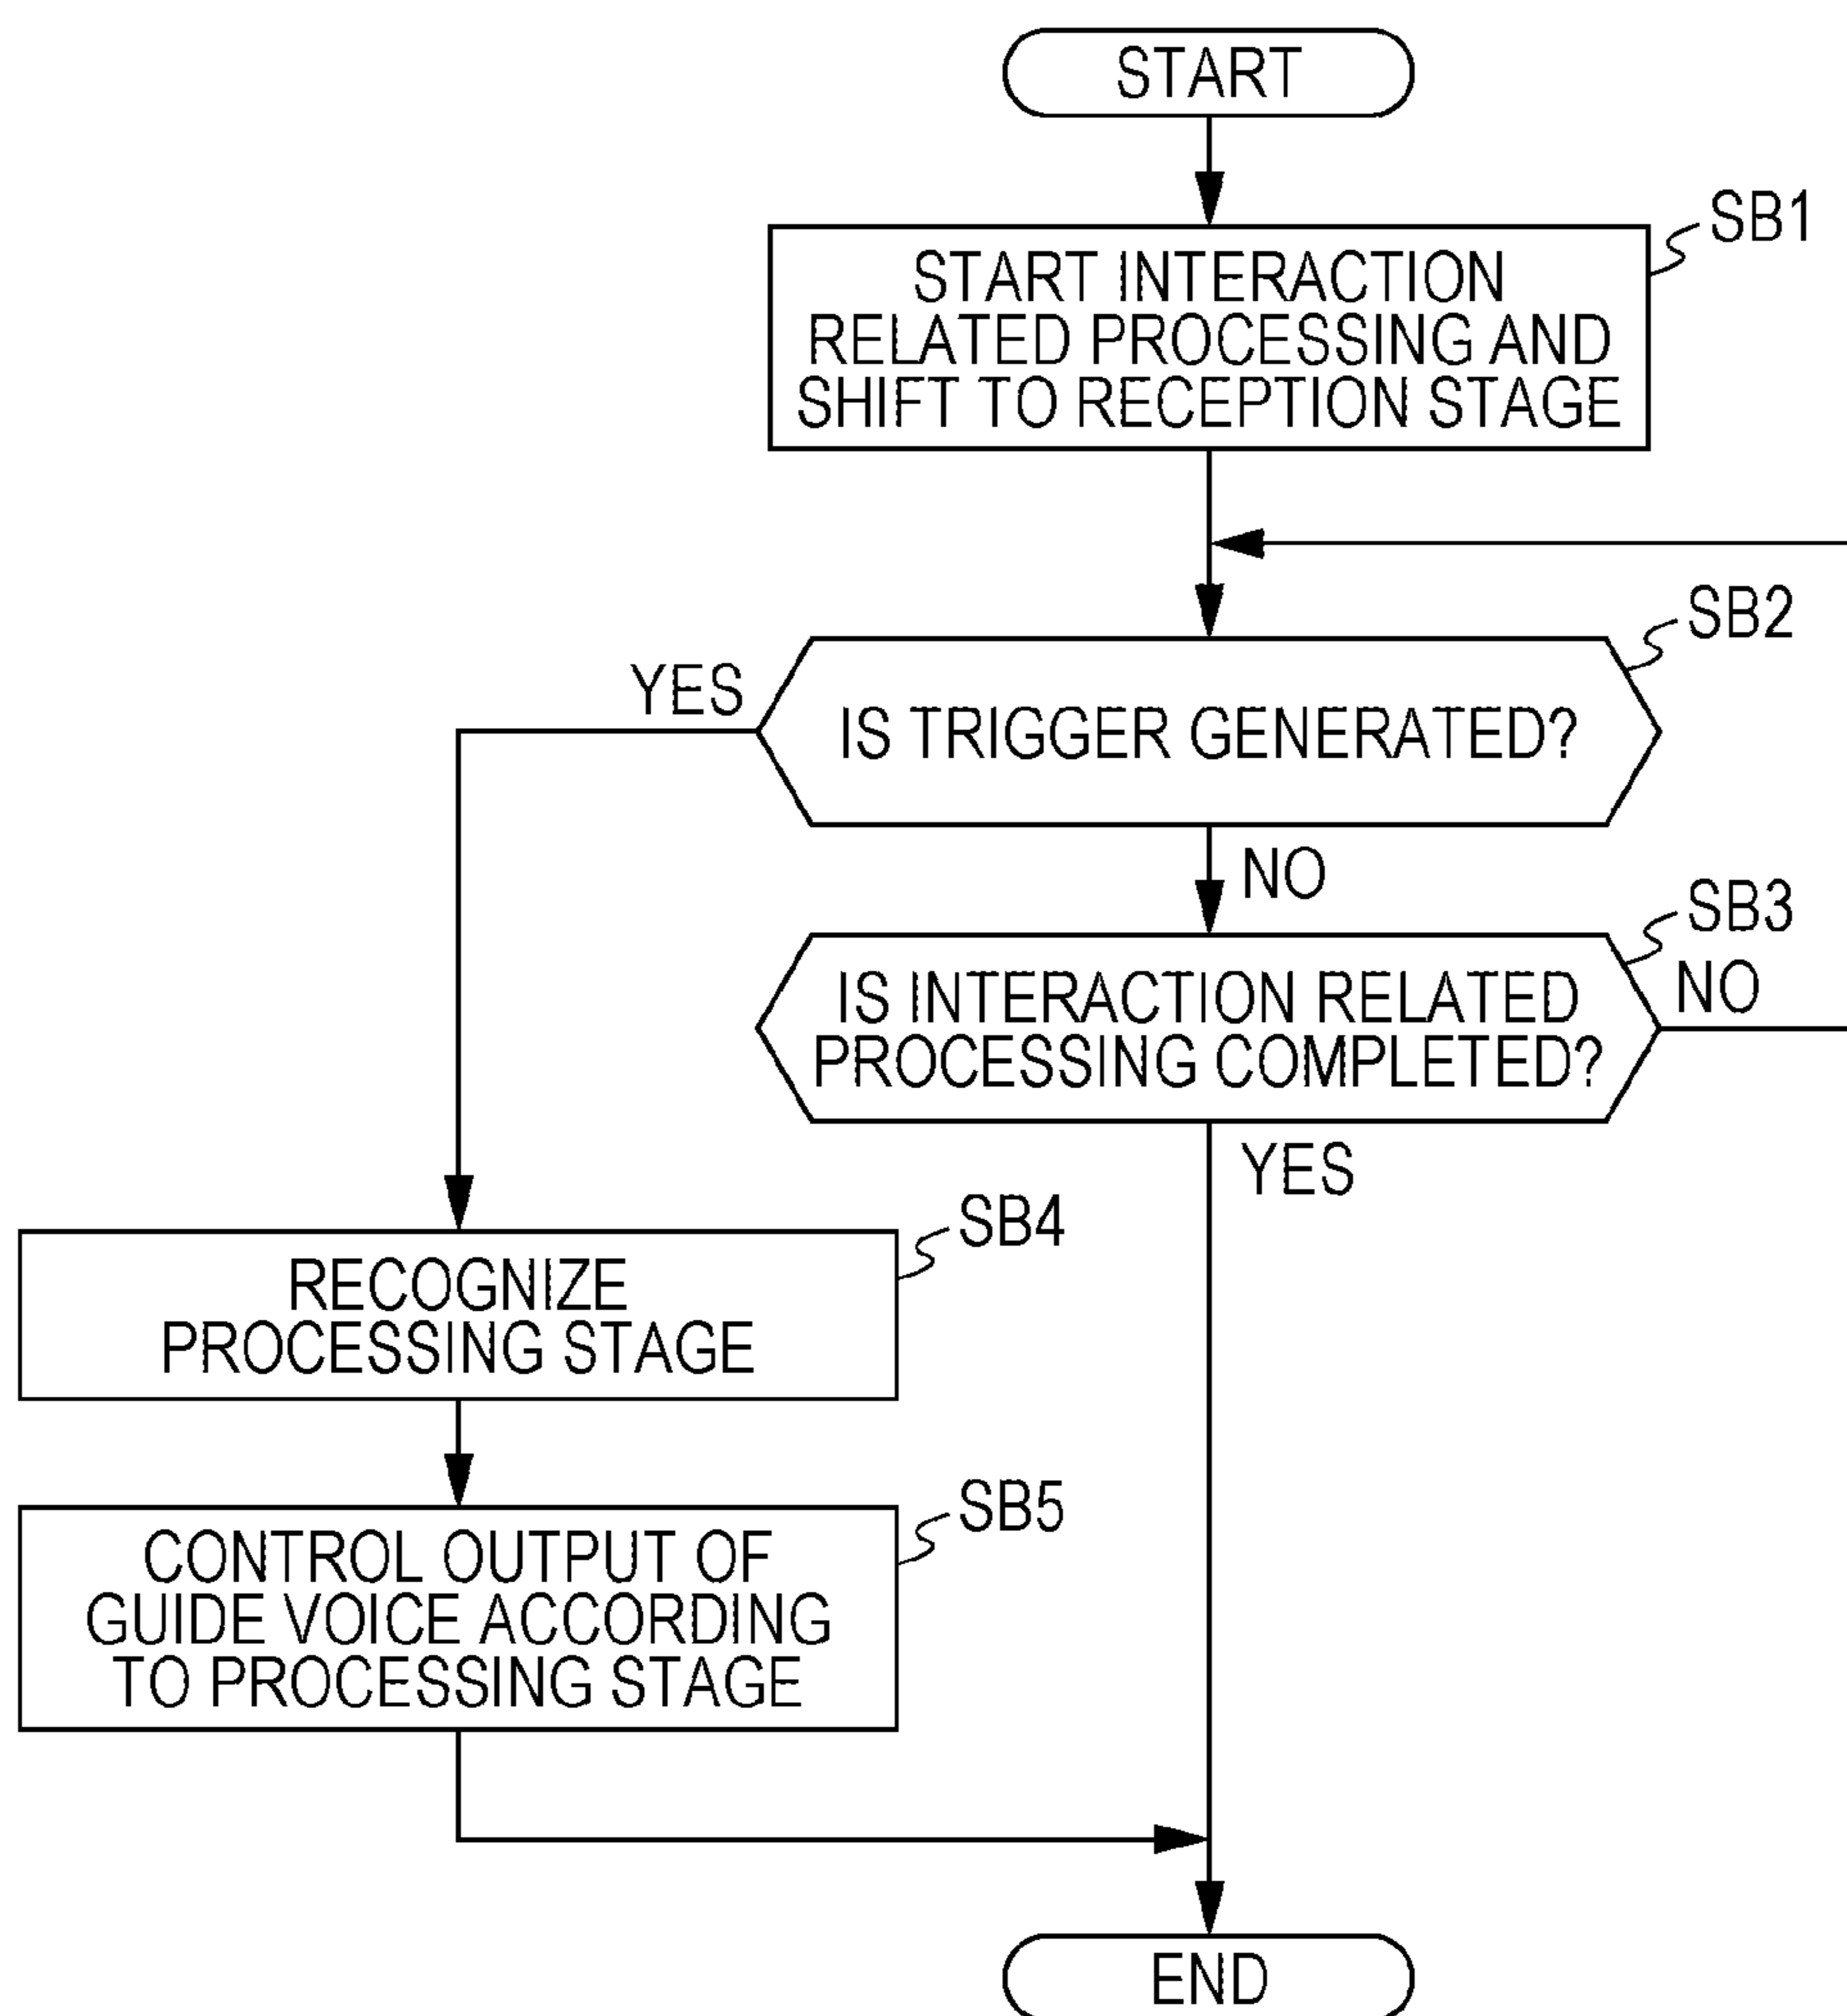 START
SB1
START INTERACTION
RELATED PROCESSING AND
SHIFT TO RECEPTION STAGE
SB2
YES
IS TRIGGER GENERATED?
NO
SB3
IS INTERACTION RELATED
PROCESSING COMPLETED?
NO
YES
SB4
RECOGNIZE
PROCESSING STAGE
SB5
CONTROL OUTPUT OF
GUIDE VOICE ACCORDING
TO PROCESSING STAGE
END